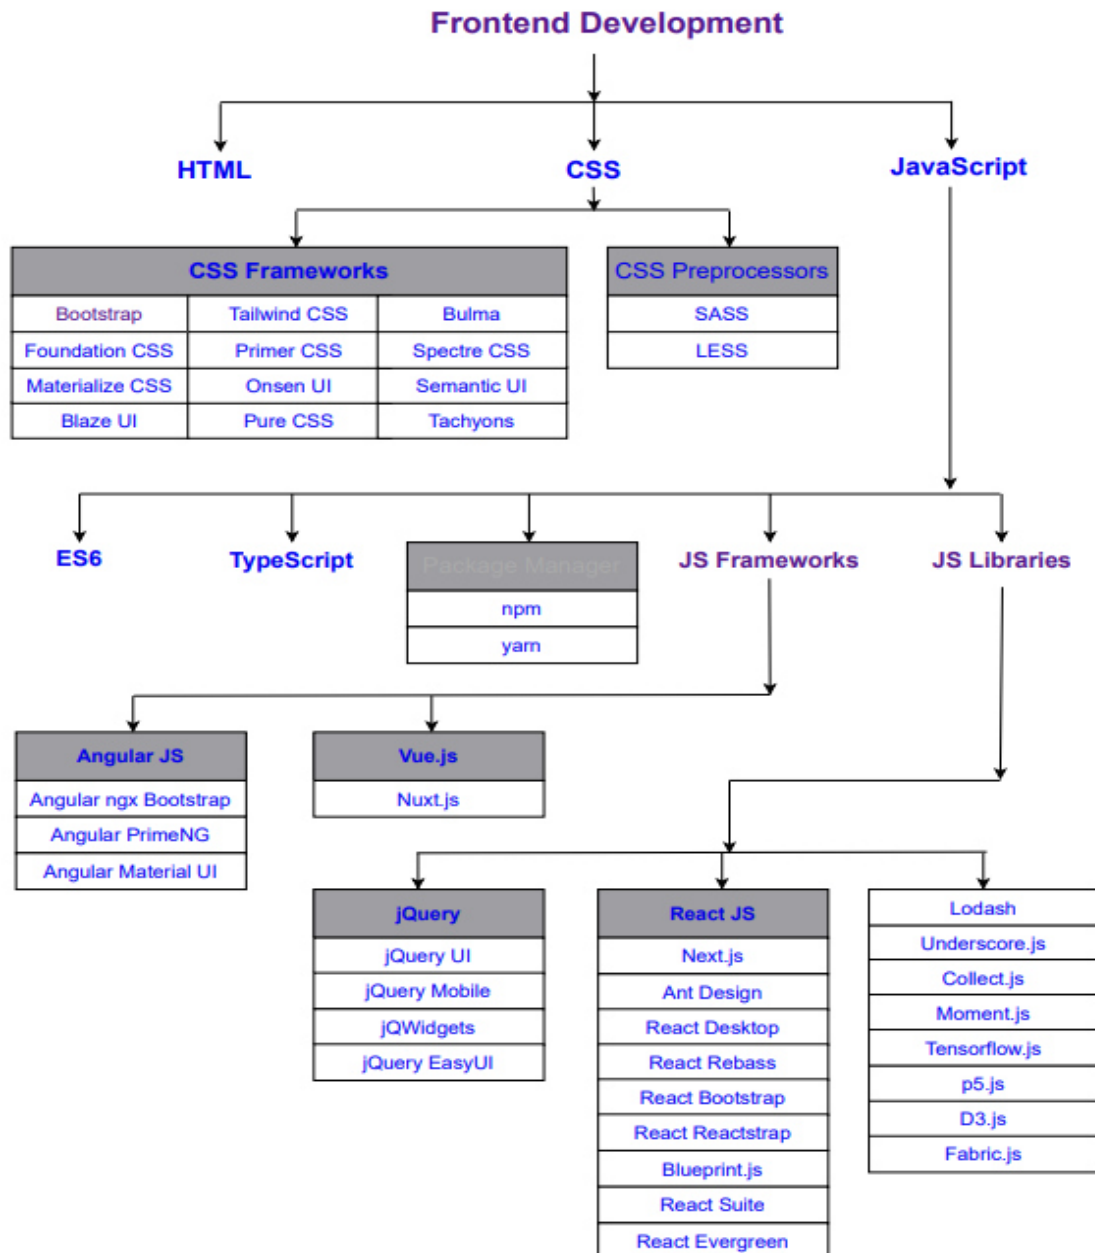 Frontend Development
HTML
CSS
JavaScript
CSS Frameworks
Bootstrap Tailwind CSS Bulma
Foundation CSS Primer CSS Spectre CSS
Materialize CSS Onsen UI Semantic UI
Blaze UI Pure CSS Tachyons
CSS Preprocessors
SASS
LESS
ES6
TypeScript
Package Manager
npm
yarn
JS Frameworks
JS Libraries
Angular JS
Angular ngx Bootstrap
Angular PrimeNG
Angular Material UI
Vue.js
Nuxt.js
jQuery
jQuery UI
jQuery Mobile
jQWidgets
jQuery EasyUI
React JS
Next.js
Ant Design
React Desktop
React Rebass
React Bootstrap
React Reactstrap
Blueprint.js
React Suite
React Evergreen
Lodash
Underscore.js
Collect.js
Moment.js
Tensorflow.js
p5.js
D3.js
Fabric.js